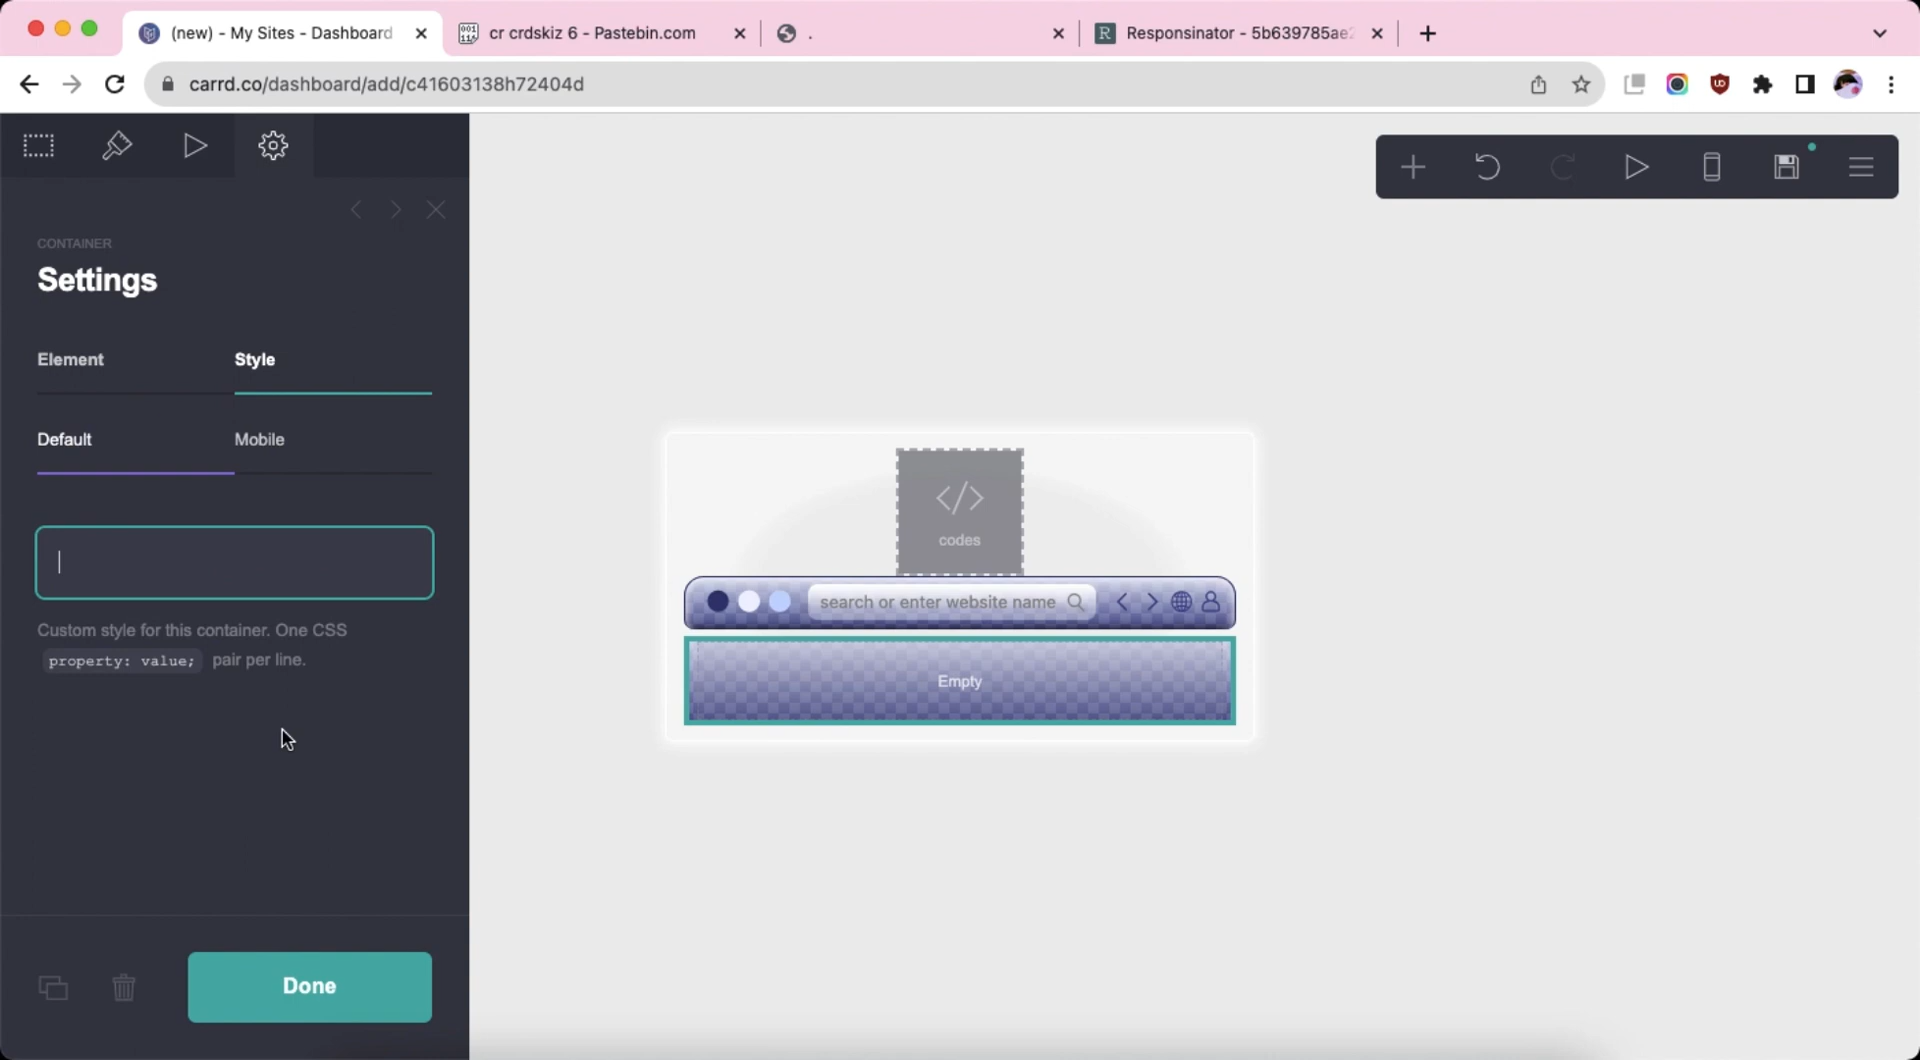 (new) - My Sites - Dashboard
cr crdskiz 6 - Pastebin.com
.
Responsinator - 5b639785ae2
carrd.co/dashboard/add/c41603138h72404d
CONTAINER
Settings
Element
Style
Default
Mobile
Custom style for this container. One CSS
property: value; pair per line.
Done
</> codes
search or enter website name
Empty